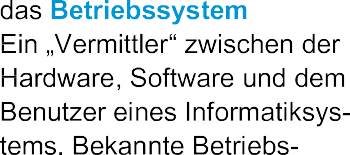 das Betriebssystem
Ein „Vermittler“ zwischen der
Hardware, Software und dem
Benutzer eines Informatiksys-
tems. Bekannte Betriebs-